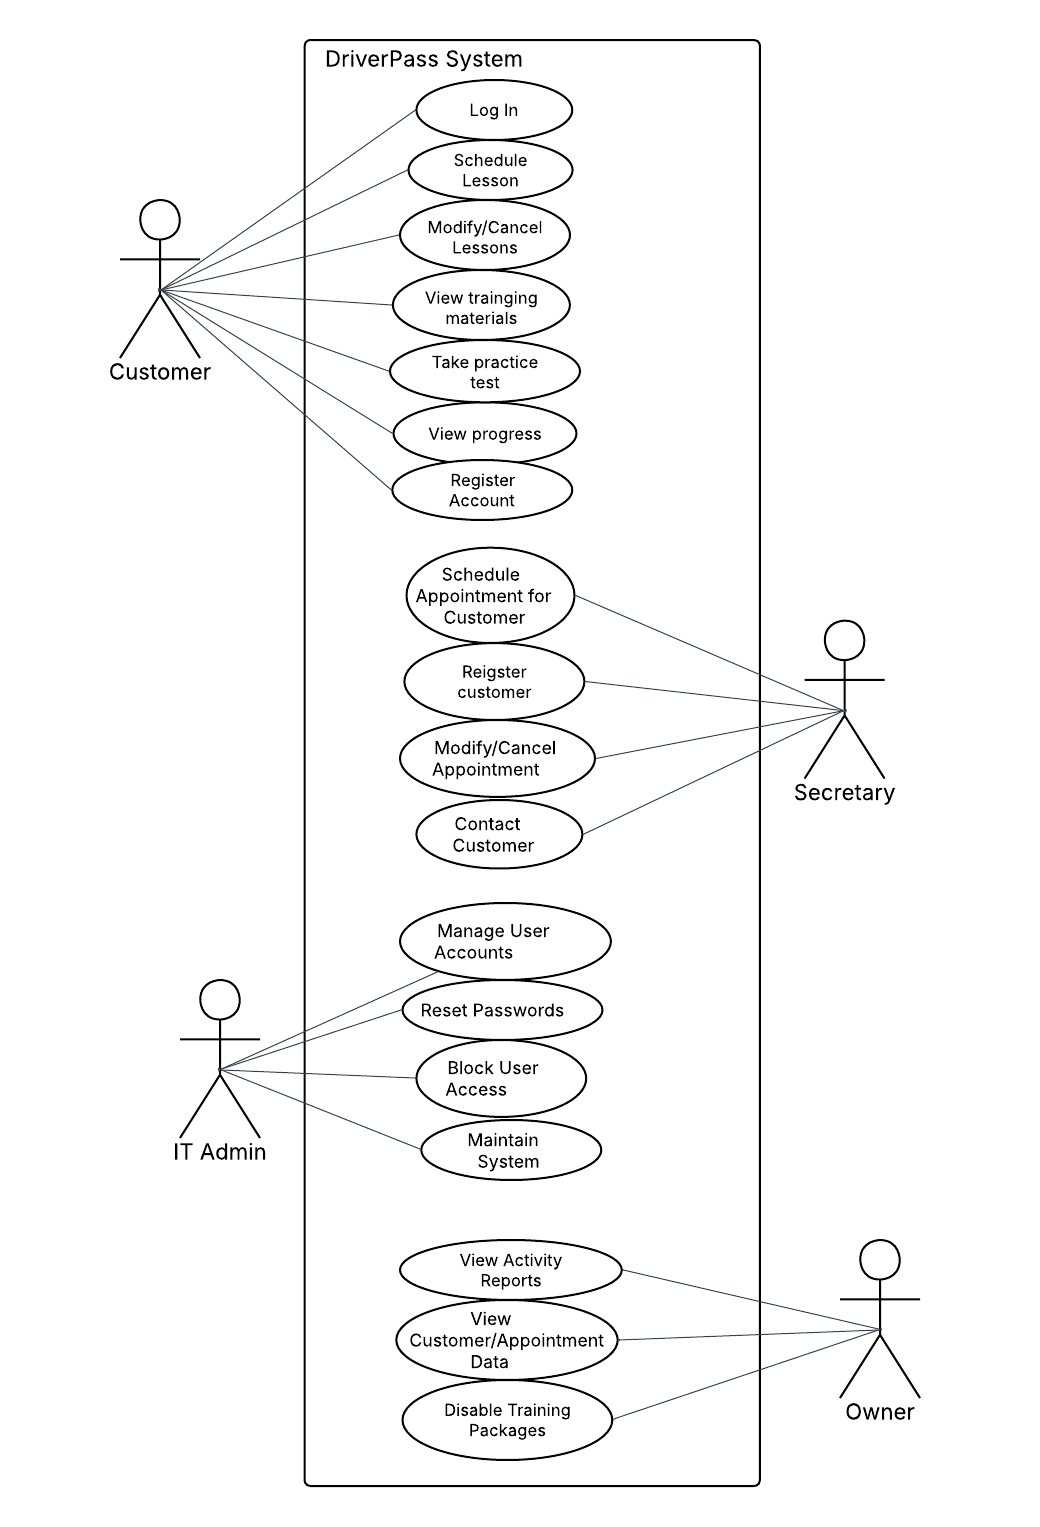 DriverPass System
Log In
Schedule
Lesson
Modify/Cancel
Lessons
View trainging
materials
Take practice
test
View progress
Register
Account
Customer
Schedule
Appointment for
Customer
Reigster
customer
Modify/Cancel
Appointment
Contact
Customer
Secretary
Manage User
Accounts
Reset Passwords
Block User
Access
Maintain
System
IT Admin
View Activity
Reports
View
Customer/Appointment
Data
Disable Training
Packages
Owner